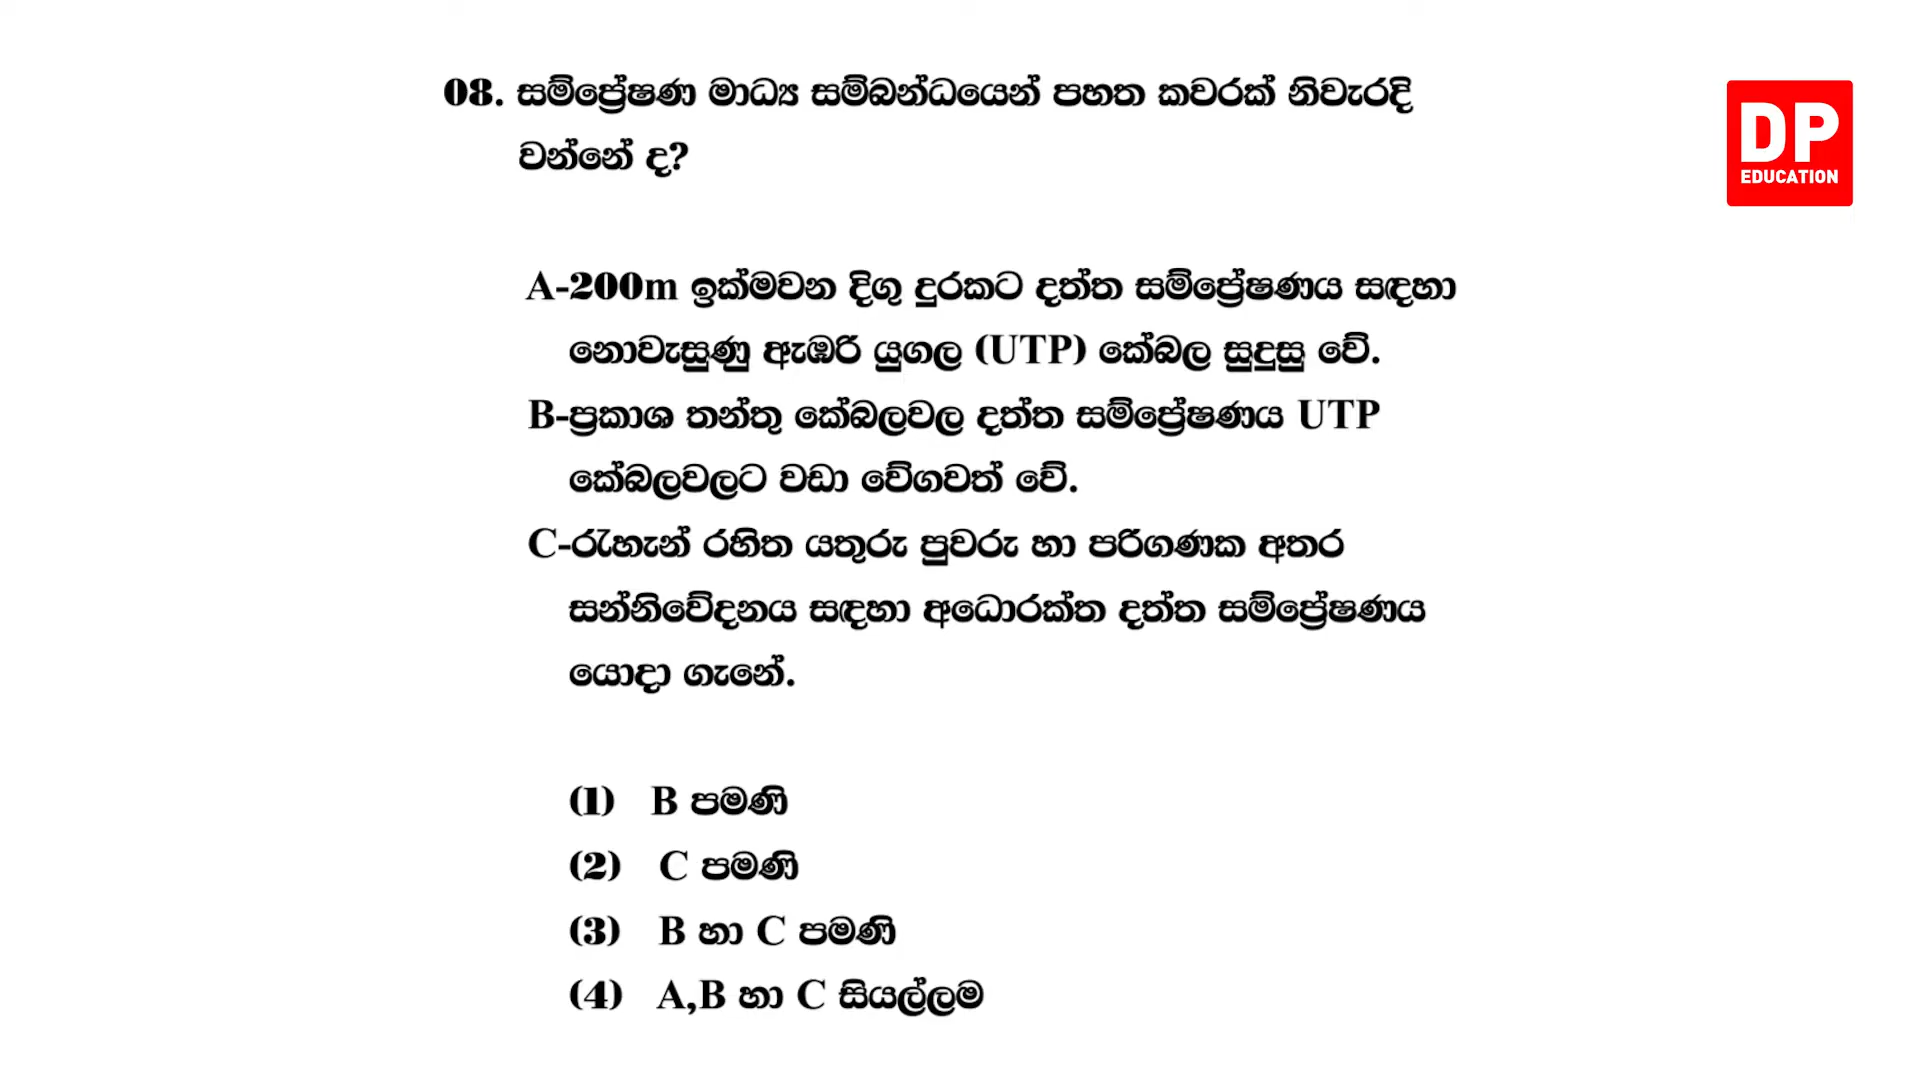 08. සම්ප්‍රේෂණ මාධ්‍ය සම්බන්ධයෙන් පහත කවරක් නිවැරදි
වන්නේ ද?
DP
EDUCATION
A-200m ඉක්මවන දිගු දුරකට දත්ත සම්ප්‍රේෂණය සඳහා
නොවැසුණු ඇඹරි යුගල (UTP) කේබල සුදුසු වේ.
B-ප්‍රකාශ තන්තු කේබලවල දත්ත සම්ප්‍රේෂණය UTP
කේබලවලට වඩා වේගවත් වේ.
C-රැහැන් රහිත යතුරු පුවරු හා පරිගණක අතර
සන්නිවේදනය සඳහා අධොරක්ත දත්ත සම්ප්‍රේෂණය
යොදා ගැනේ.
(1) B පමණි
(2) C පමණි
(3) B හා C පමණි
(4) A,B හා C සියල්ලම